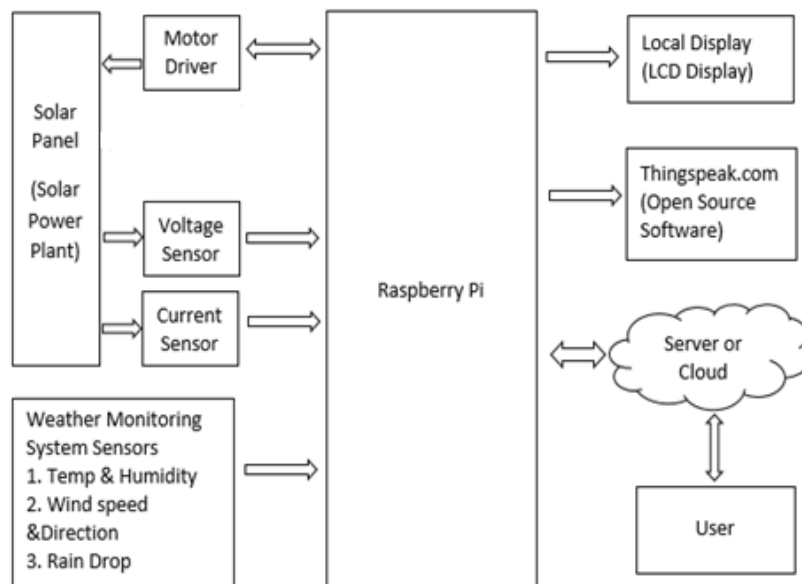 Motor
Driver
Solar
Panel
(Solar
Power
Plant)
Voltage
Sensor
Current
Sensor
Weather Monitoring
System Sensors
1. Temp & Humidity
2. Wind speed
&Direction
3. Rain Drop
Raspberry Pi
Local Display
(LCD Display)
Thingspeak.com
(Open Source
Software)
Server or
Cloud
User